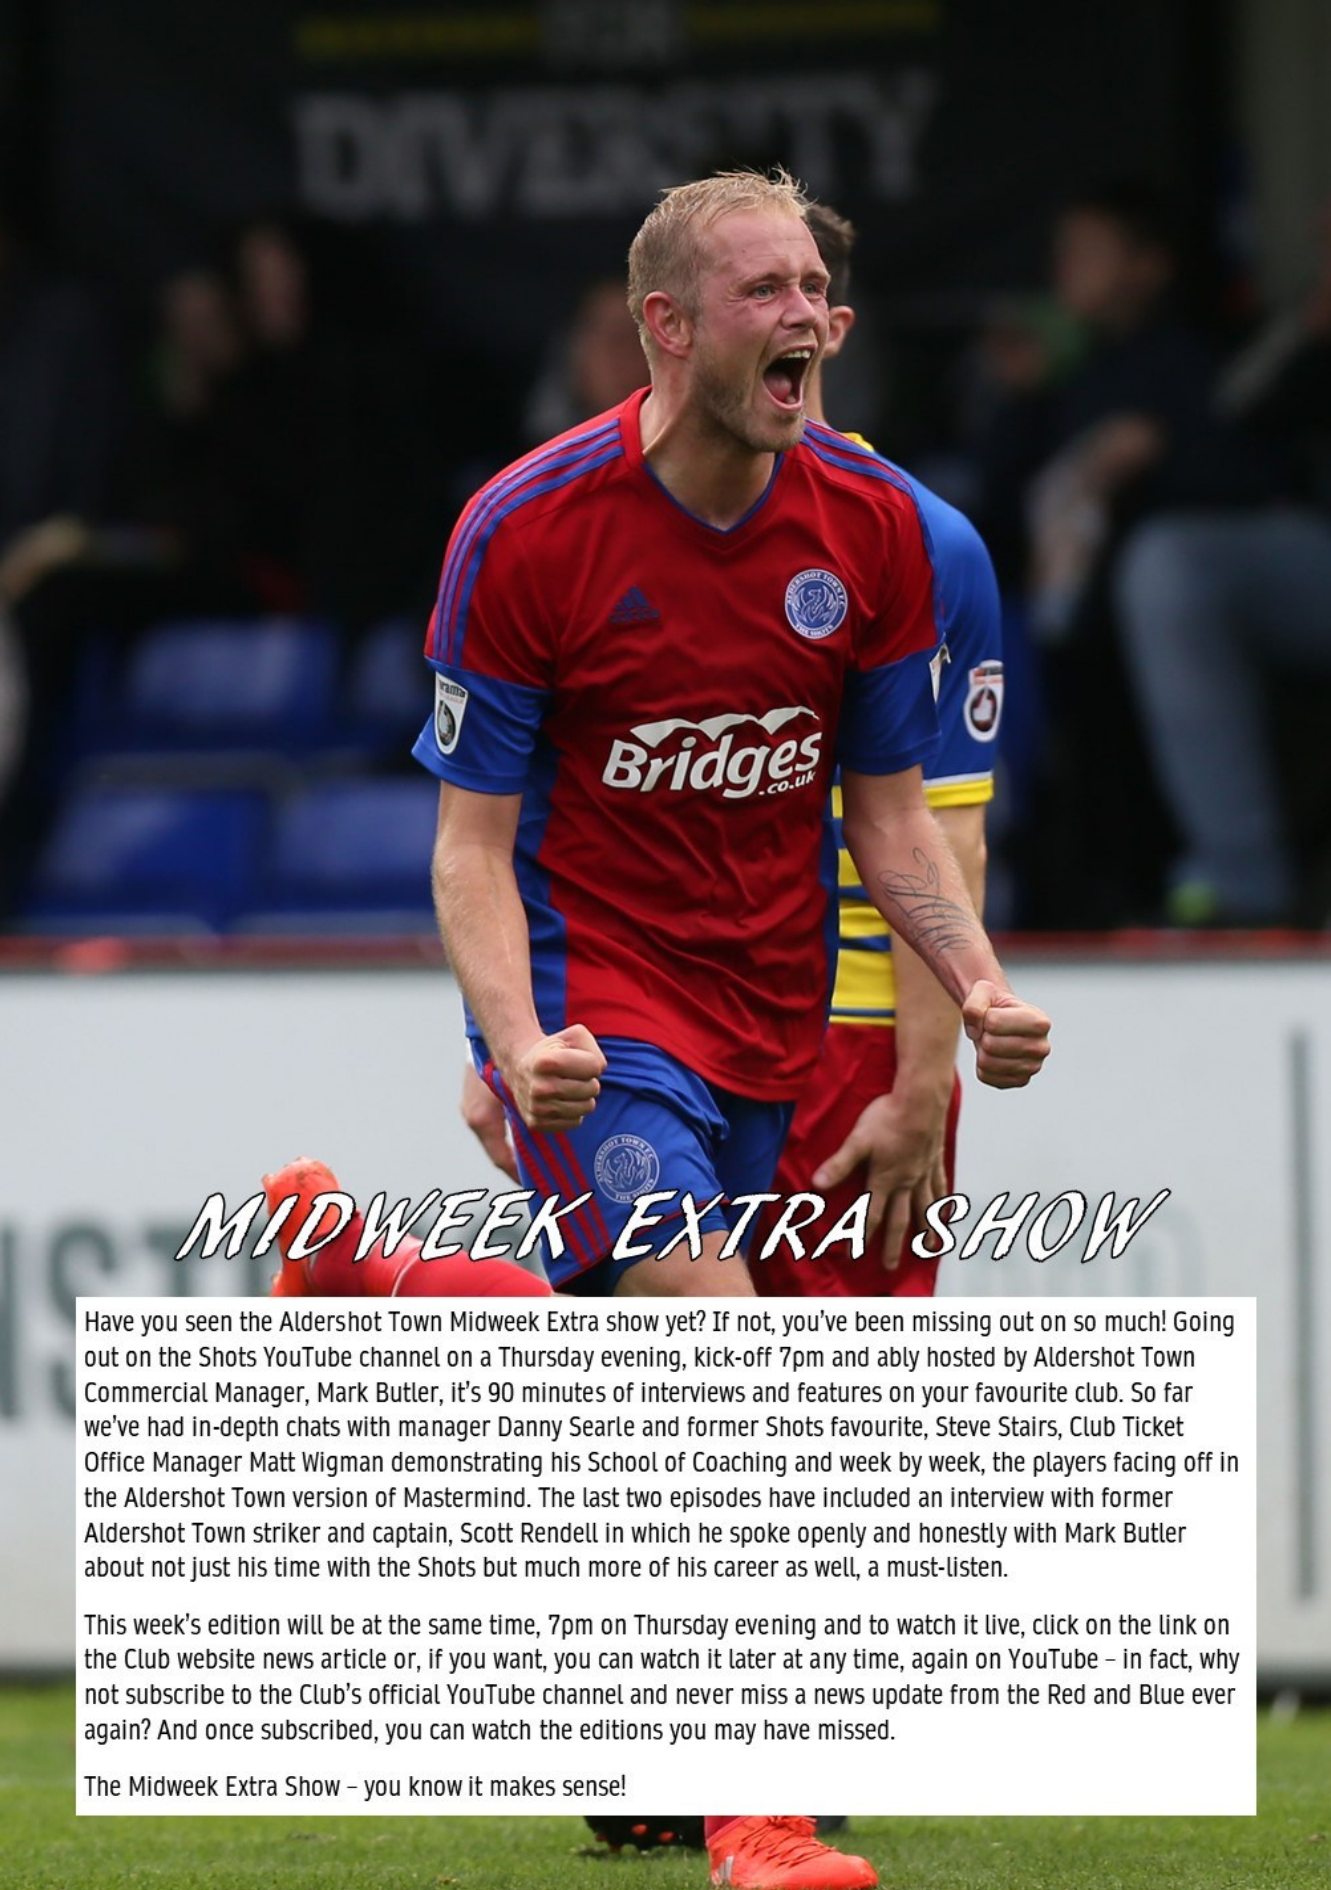 DIVERSITY
ALDERSHOT TOWN F.C.
THE SHOTS
Bridges
.co.uk
ALDERSHOT TOWN F.C.
THE SHOTS
MIDWEEK EXTRA SHOW
Have you seen the Aldershot Town Midweek Extra show yet? If not, you’ve been missing out on so much! Going
out on the Shots YouTube channel on a Thursday evening, kick-off 7pm and ably hosted by Aldershot Town
Commercial Manager, Mark Butler, it’s 90 minutes of interviews and features on your favourite club. So far
we’ve had in-depth chats with manager Danny Searle and former Shots favourite, Steve Stairs, Club Ticket
Office Manager Matt Wigman demonstrating his School of Coaching and week by week, the players facing off in
the Aldershot Town version of Mastermind. The last two episodes have included an interview with former
Aldershot Town striker and captain, Scott Rendell in which he spoke openly and honestly with Mark Butler
about not just his time with the Shots but much more of his career as well, a must-listen.
This week’s edition will be at the same time, 7pm on Thursday evening and to watch it live, click on the link on
the Club website news article or, if you want, you can watch it later at any time, again on YouTube – in fact, why
not subscribe to the Club’s official YouTube channel and never miss a news update from the Red and Blue ever
again? And once subscribed, you can watch the editions you may have missed.
The Midweek Extra Show – you know it makes sense!